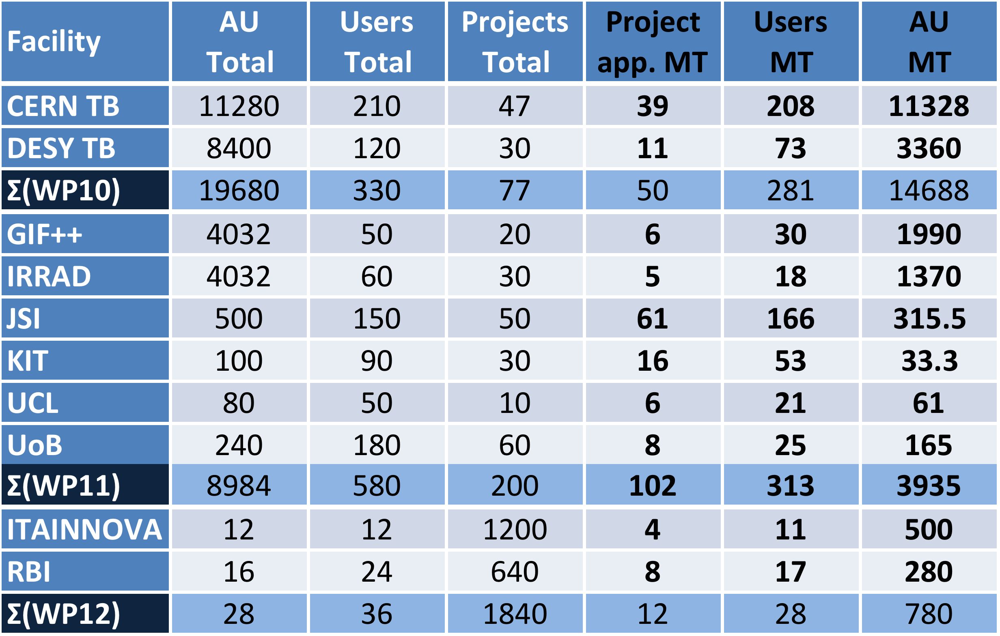 Facility AU Total Users Total Projects Total Project app. MT Users MT AU MT
CERN TB 11280 210 47 39 208 11328
DESY TB 8400 120 30 11 73 3360
Σ(WP10) 19680 330 77 50 281 14688
GIF++ 4032 50 20 6 30 1990
IRRAD 4032 60 30 5 18 1370
JSI 500 150 50 61 166 315.5
KIT 100 90 30 16 53 33.3
UCL 80 50 10 6 21 61
UoB 240 180 60 8 25 165
Σ(WP11) 8984 580 200 102 313 3935
ITAINNOVA 12 12 1200 4 11 500
RBI 16 24 640 8 17 280
Σ(WP12) 28 36 1840 12 28 780